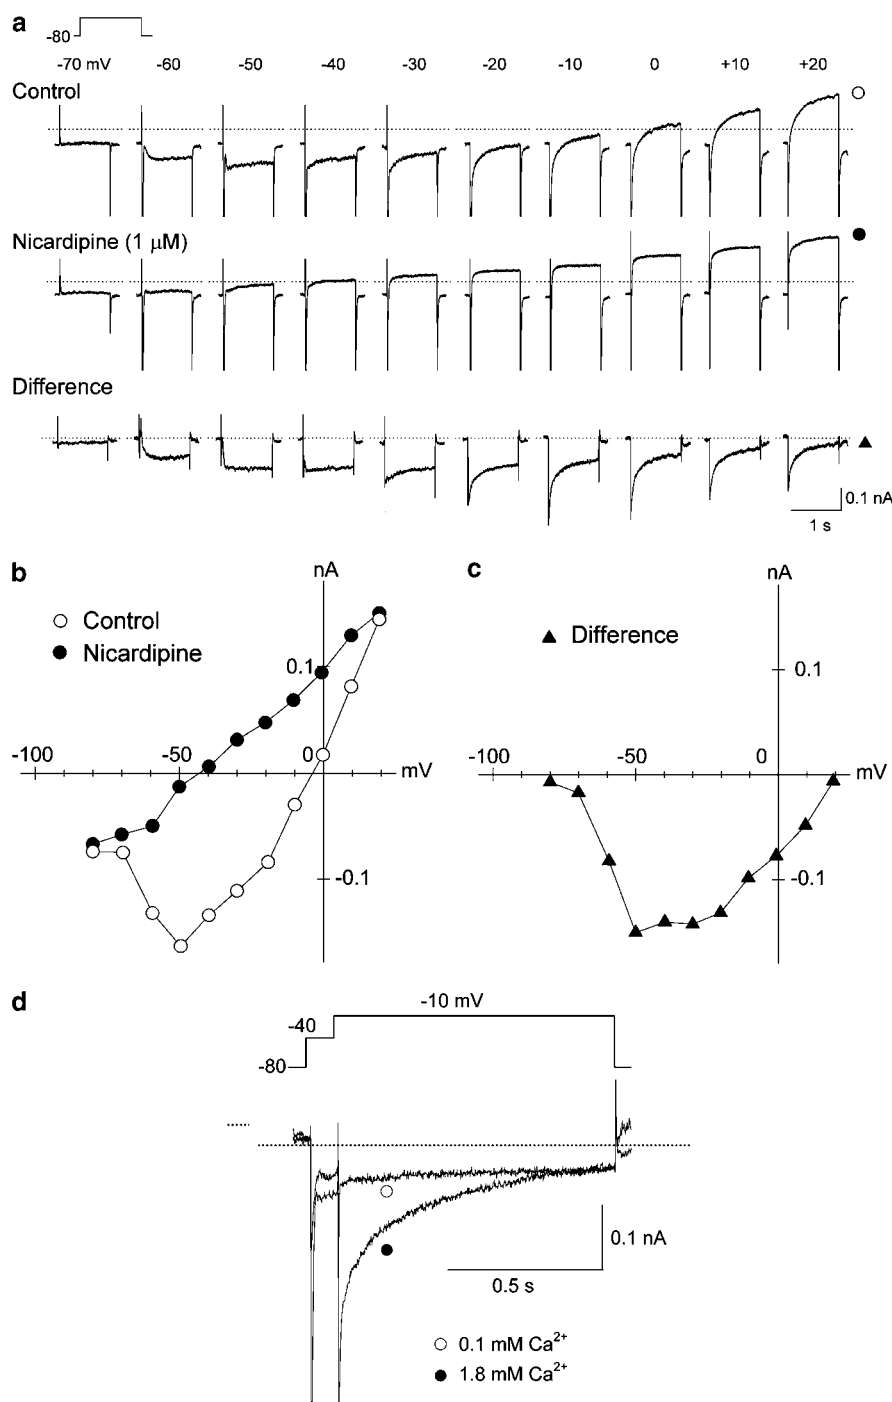 a
-80
-70 mV -60 -50 -40 -30 -20 -10 0 +10 +20
Control
Nicardipine (1 μM)
Difference
0.1 nA
1 s
b
nA
Control
Nicardipine
0.1
-100 -50 0
mV
-0.1
c
nA
Difference
0.1
-100 -50 0
mV
-0.1
d
-10 mV
-40
-80
0.1 nA
0.5 s
0.1 mM Ca²⁺
1.8 mM Ca²⁺